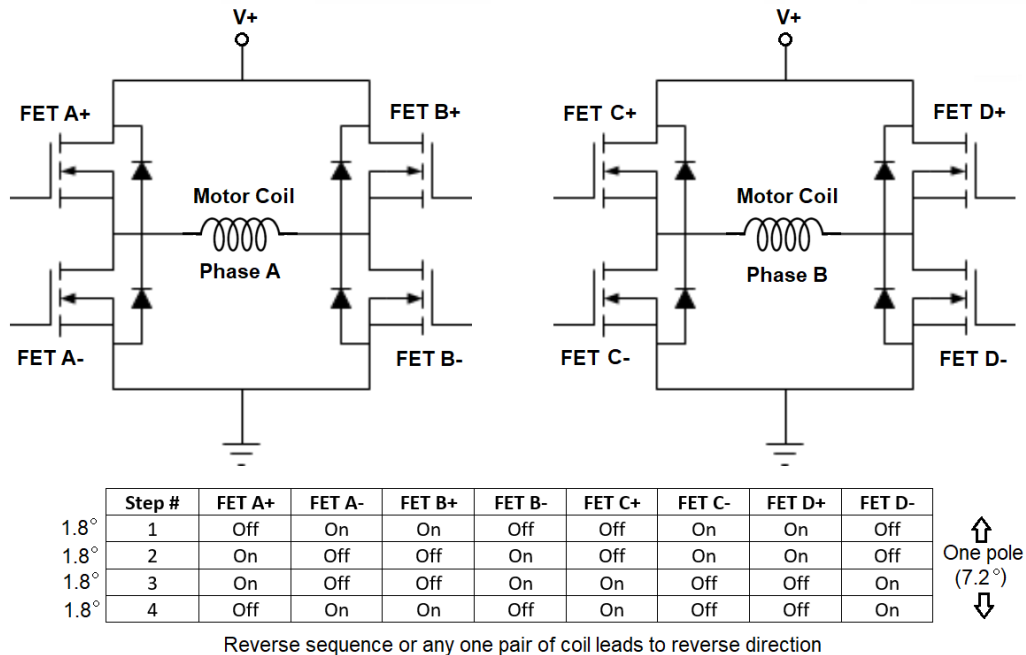 V+ V+
FET A+ FET B+ FET C+ FET D+
Motor Coil Motor Coil
Phase A Phase B
FET A- FET B- FET C- FET D-
Step # FET A+ FET A- FET B+ FET B- FET C+ FET C- FET D+ FET D-
1.8° 1 Off On On Off Off On On Off
1.8° 2 On Off Off On Off On On Off
1.8° 3 On Off Off On On Off Off On
1.8° 4 Off On On Off On Off Off On
One pole
(7.2°)
Reverse sequence or any one pair of coil leads to reverse direction